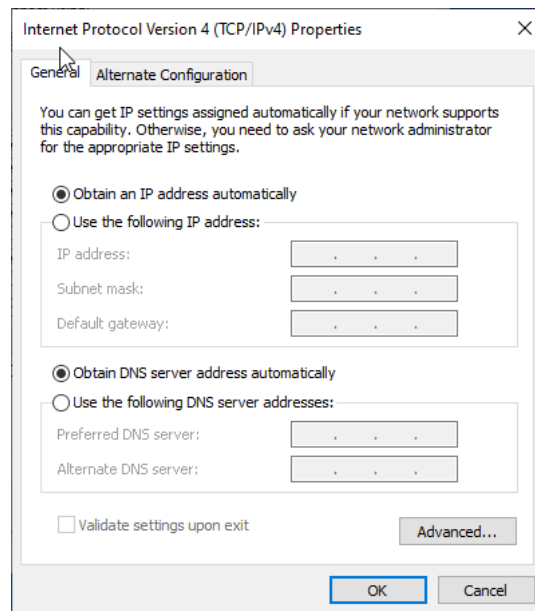 Internet Protocol Version 4 (TCP/IPv4) Properties
General
Alternate Configuration
You can get IP settings assigned automatically if your network supports
this capability. Otherwise, you need to ask your network administrator
for the appropriate IP settings.
Obtain an IP address automatically
Use the following IP address:
IP address:
Subnet mask:
Default gateway:
Obtain DNS server address automatically
Use the following DNS server addresses:
Preferred DNS server:
Alternate DNS server:
Validate settings upon exit
Advanced...
OK
Cancel